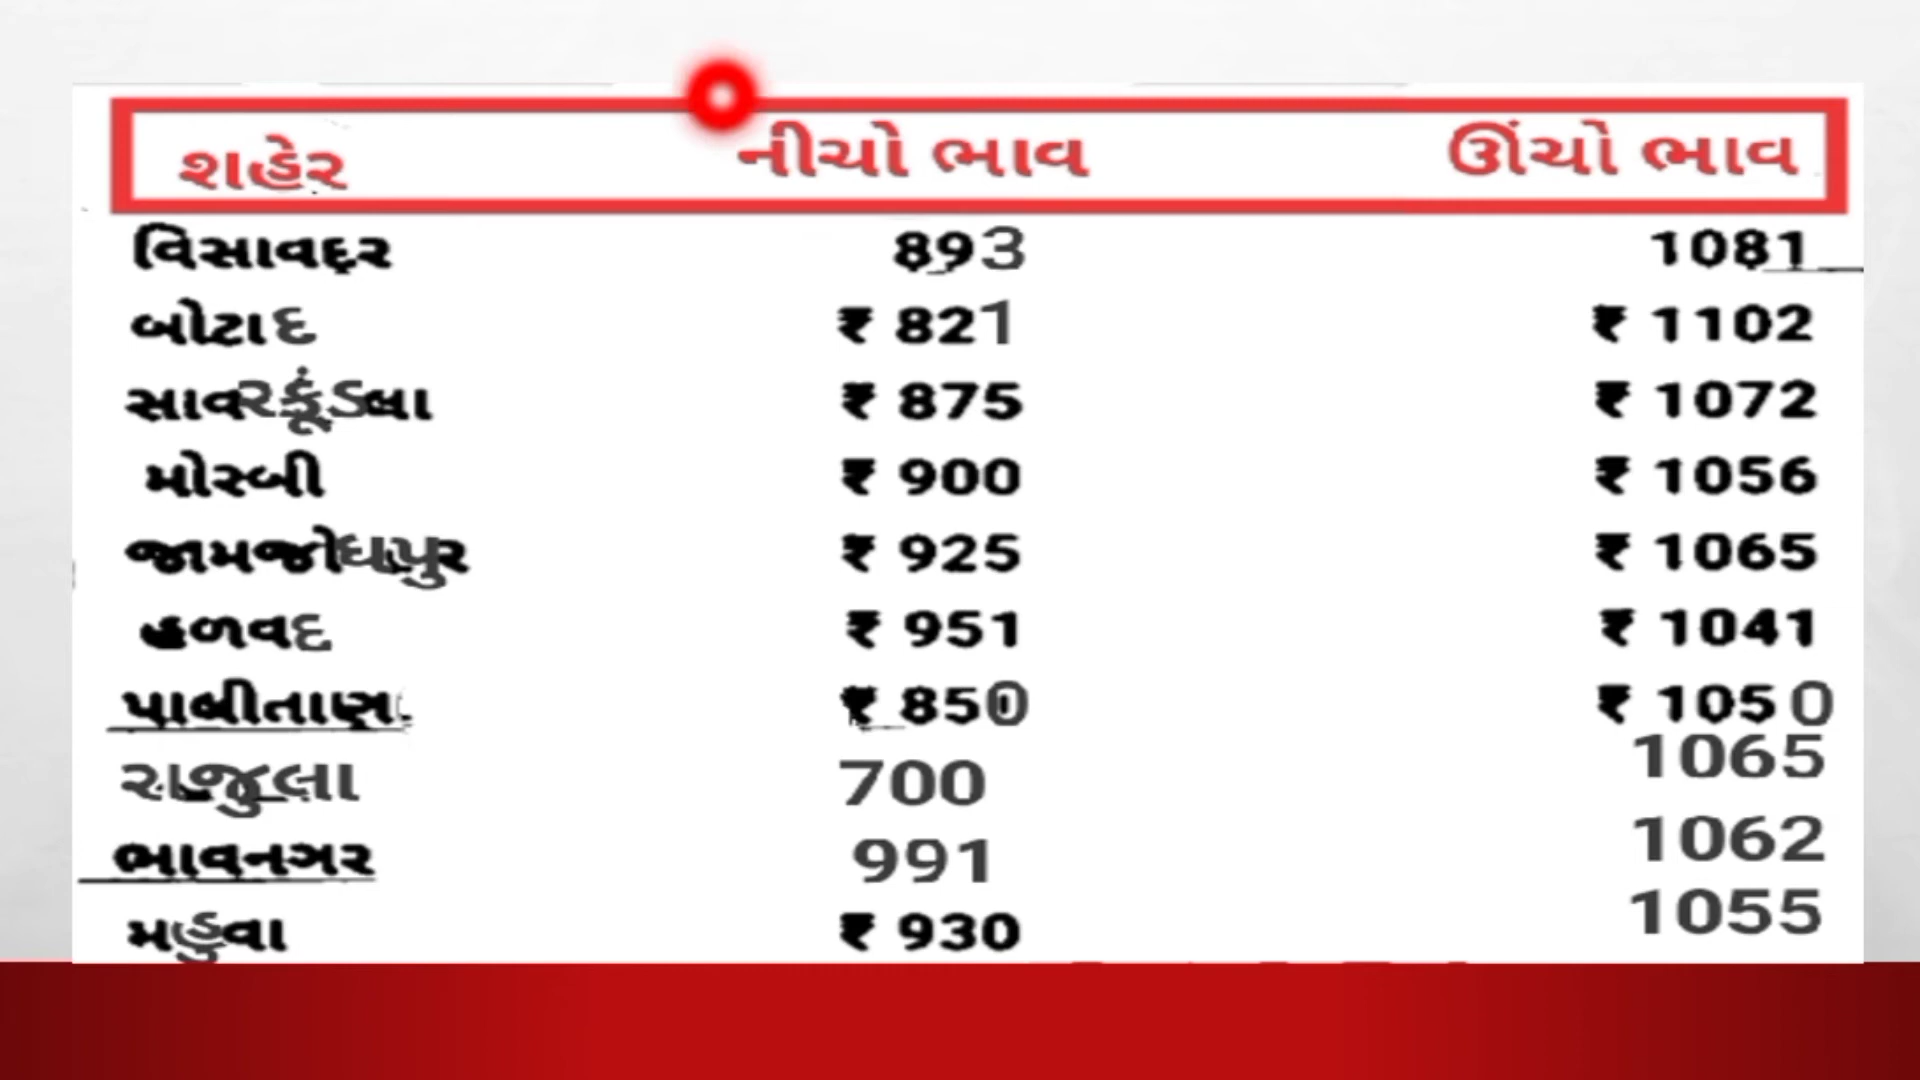 શહેર નીચો ભાવ ઊંચો ભાવ
વિસાવદર 893 1081
બોટાદ ₹ 821 ₹ 1102
સાવરકૂંડલા ₹ 875 ₹ 1072
મોરબી ₹ 900 ₹ 1056
જામજોધપુર ₹ 925 ₹ 1065
હળવદ ₹ 951 ₹ 1041
પાલીતાણા ₹ 850 ₹ 1050
રાજુલા 700 1065
ભાવનગર 991 1062
મહુવા ₹ 930 1055